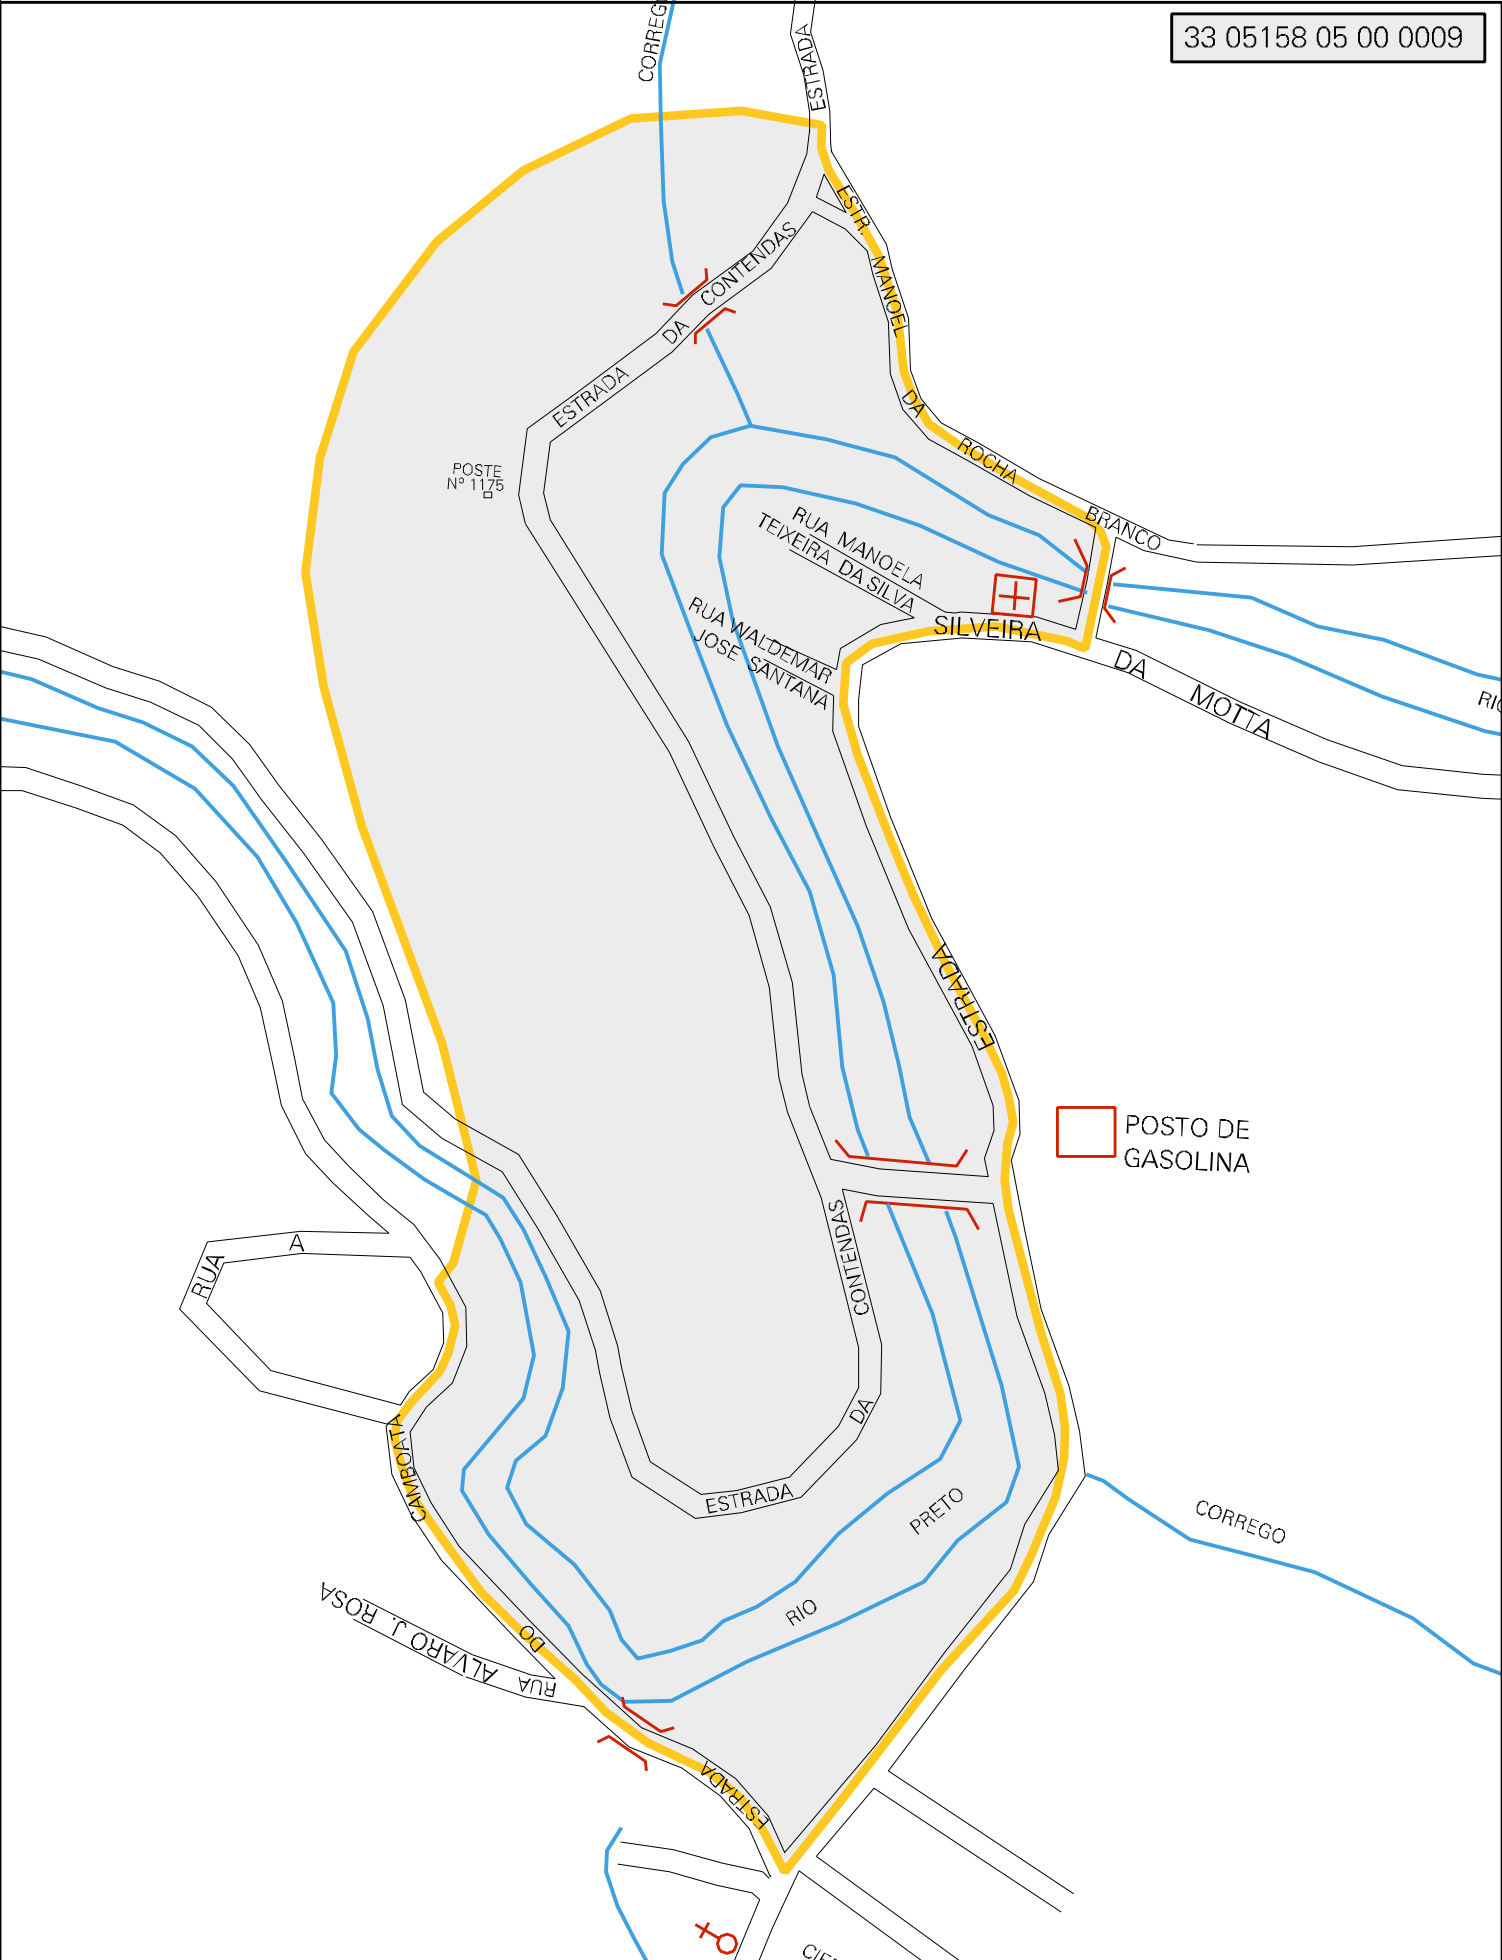 33 05158 05 00 0009
ESTRADA
ESTR. MANOEL DA ROCHA BRANCO
ESTRADA DA CONTENDAS
POSTE
Nº 1175
RUA MANOELA
TEIXEIRA DA SILVA
RUA WALDEMAR
JOSE SANTANA
ESTRADA SILVEIRA DA MOTTA
POSTO DE
GASOLINA
RUA A
ESTRADA DA CONTENDAS
RIO PRETO
CORREGO
ESTRADA DO CAMBOATA
RUA ALVARO J. ROSA